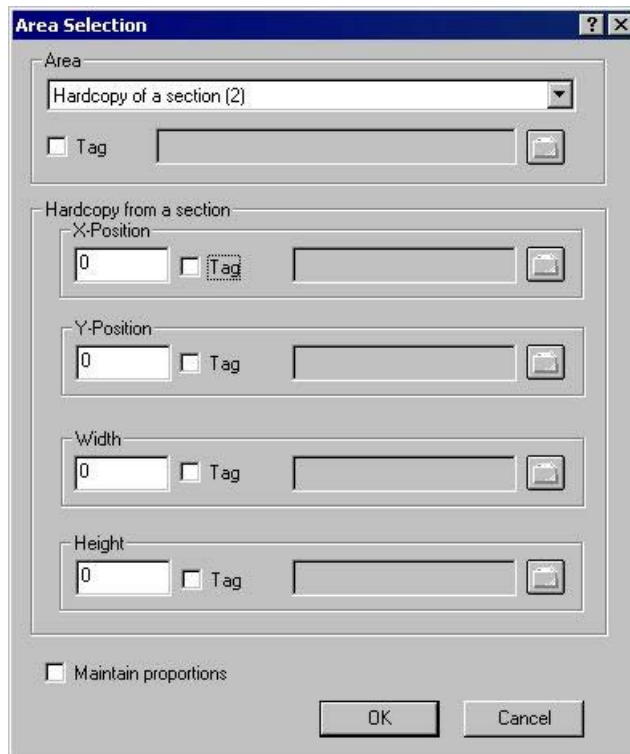 Area Selection
Area
Hardcopy of a section (2)
Tag
Hardcopy from a section
X-Position
0 Tag
Y-Position
0 Tag
Width
0 Tag
Height
0 Tag
Maintain proportions
OK Cancel